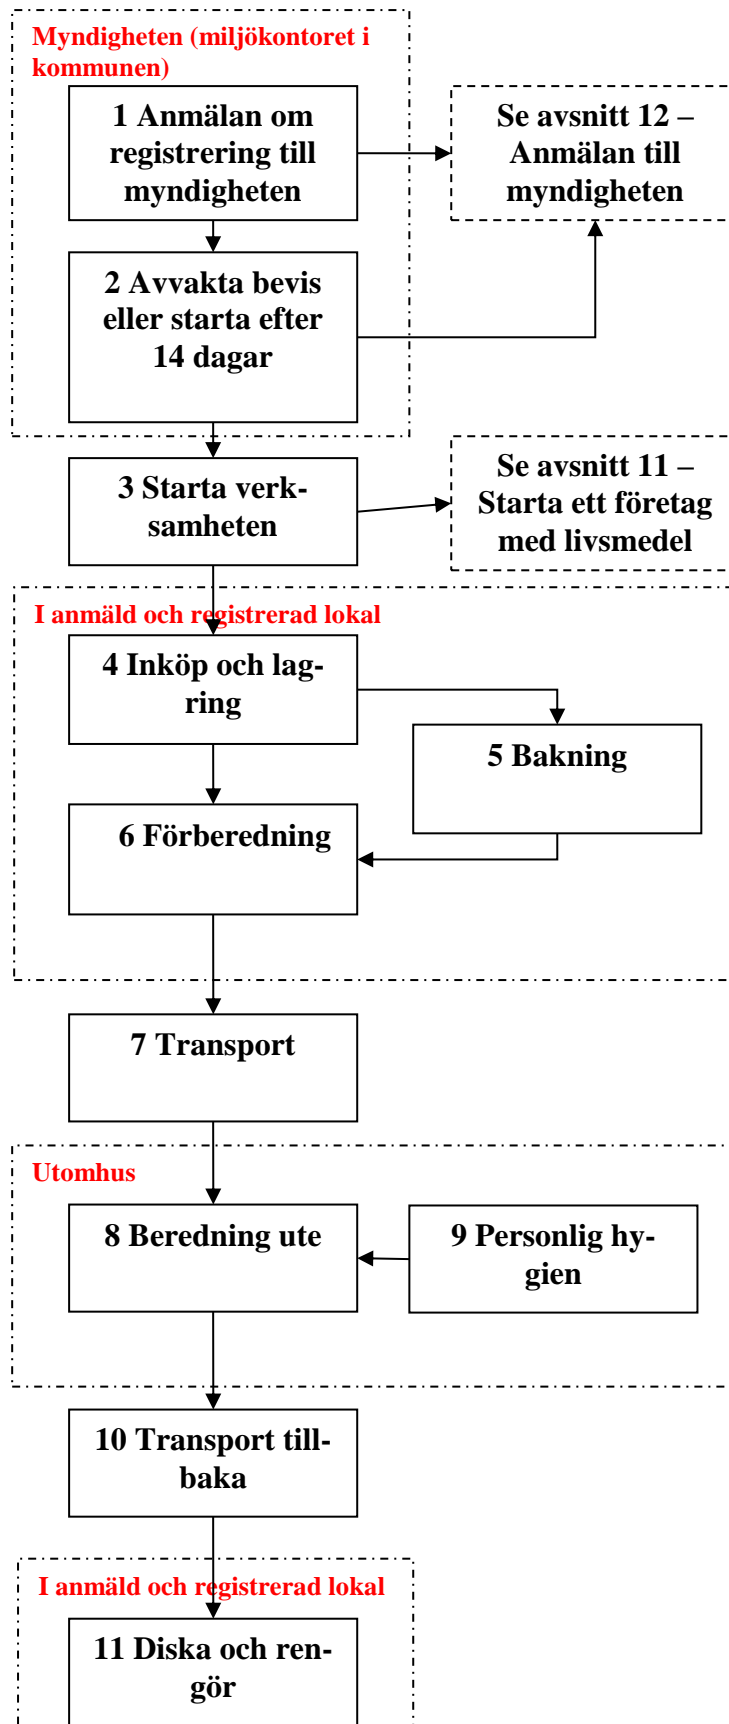 Myndigheten (miljökontoret i
kommunen)
1 Anmälan om
registrering till
myndigheten
Se avsnitt 12 –
Anmälan till
myndigheten
2 Avvakta bevis
eller starta efter
14 dagar
3 Starta verk-
samheten
Se avsnitt 11 –
Starta ett företag
med livsmedel
I anmäld och registrerad lokal
4 Inköp och lag-
ring
5 Bakning
6 Förberedning
7 Transport
Utomhus
8 Beredning ute
9 Personlig hy-
gien
10 Transport till-
baka
I anmäld och registrerad lokal
11 Diska och ren-
gör